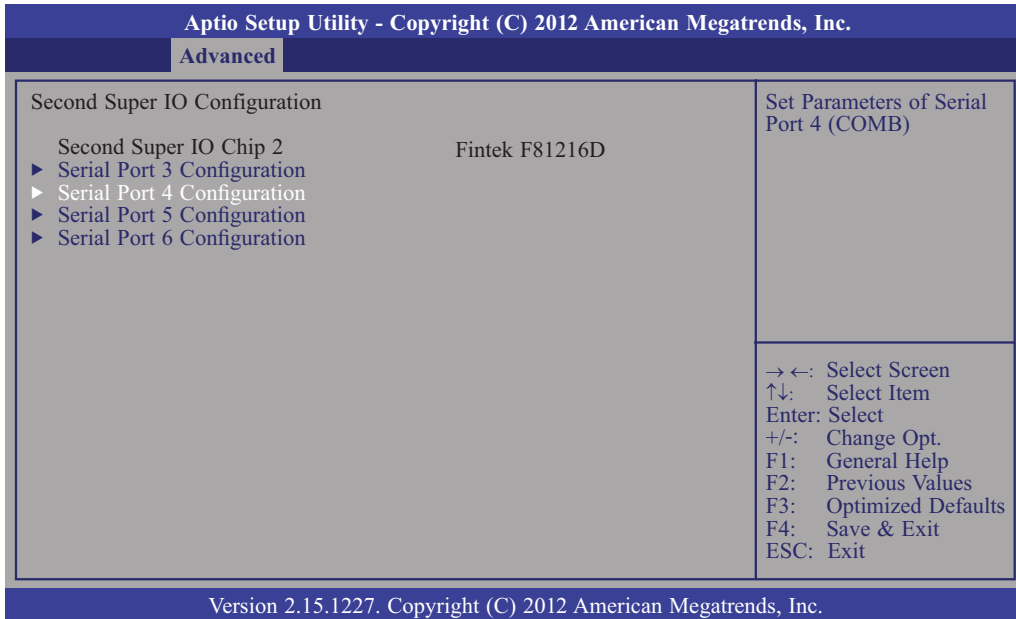 Aptio Setup Utility - Copyright (C) 2012 American Megatrends, Inc.
Advanced
Second Super IO Configuration
Second Super IO Chip 2 Fintek F81216D
▶ Serial Port 3 Configuration
▶ Serial Port 4 Configuration
▶ Serial Port 5 Configuration
▶ Serial Port 6 Configuration
Set Parameters of Serial
Port 4 (COMB)
→ ←: Select Screen
↑↓: Select Item
Enter: Select
+/-: Change Opt.
F1: General Help
F2: Previous Values
F3: Optimized Defaults
F4: Save & Exit
ESC: Exit
Version 2.15.1227. Copyright (C) 2012 American Megatrends, Inc.